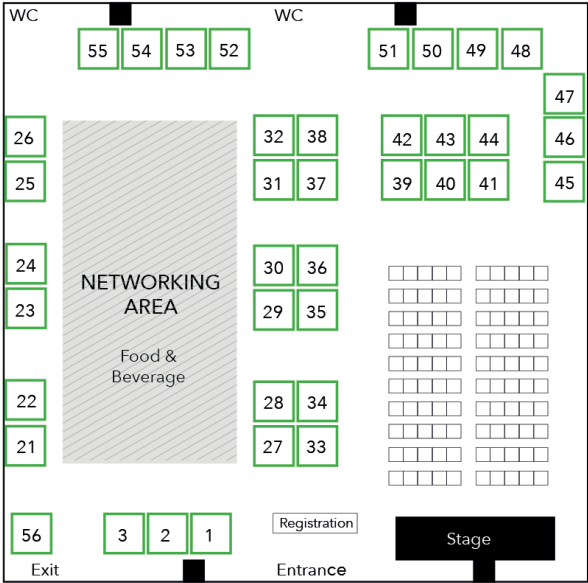 WC
WC
55 54 53 52
51 50 49 48
47
26
32 38
42 43 44
46
25
31 37
39 40 41
45
24
30 36
NETWORKING
AREA
23
29 35
Food &
Beverage
22
28 34
21
27 33
56
3 2 1
Registration
Stage
Exit
Entrance